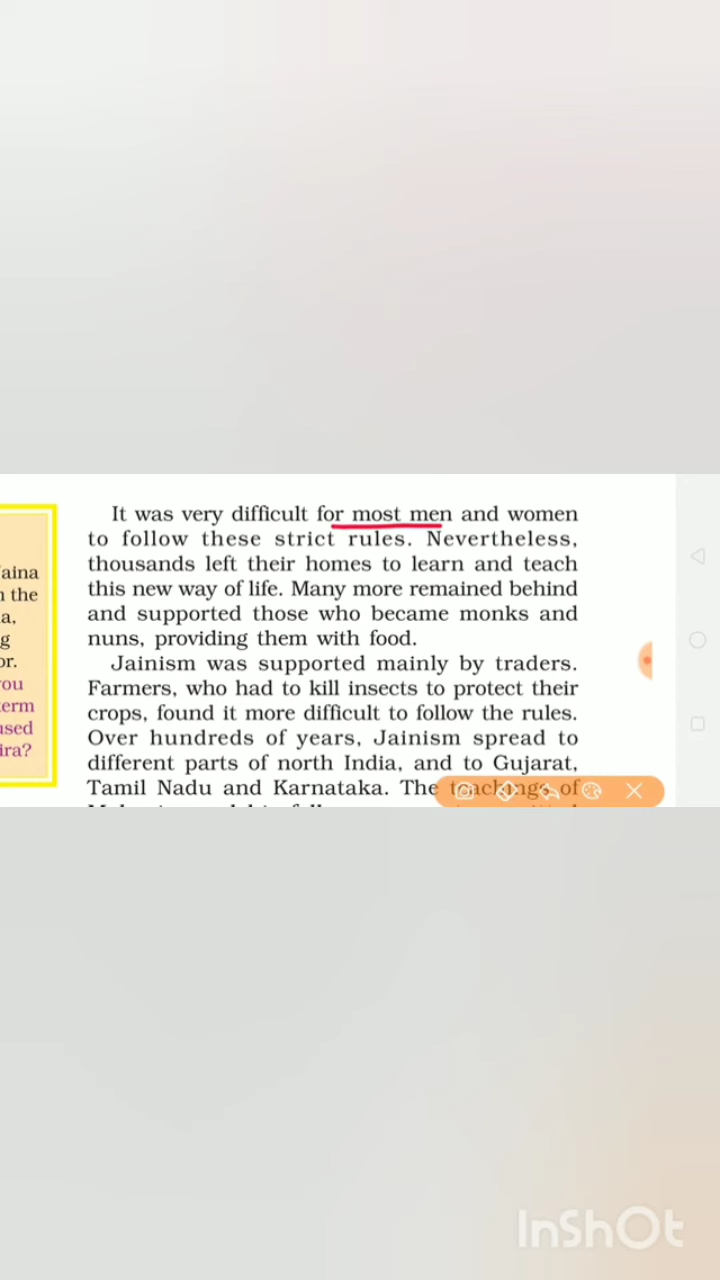 It was very difficult for most men and women
to follow these strict rules. Nevertheless,
thousands left their homes to learn and teach
this new way of life. Many more remained behind
and supported those who became monks and
nuns, providing them with food.
Jainism was supported mainly by traders.
Farmers, who had to kill insects to protect their
crops, found it more difficult to follow the rules.
Over hundreds of years, Jainism spread to
different parts of north India, and to Gujarat,
Tamil Nadu and Karnataka. The teachings of
aina
the
a,
g
or.
ou
term
used
ira?
InShOt